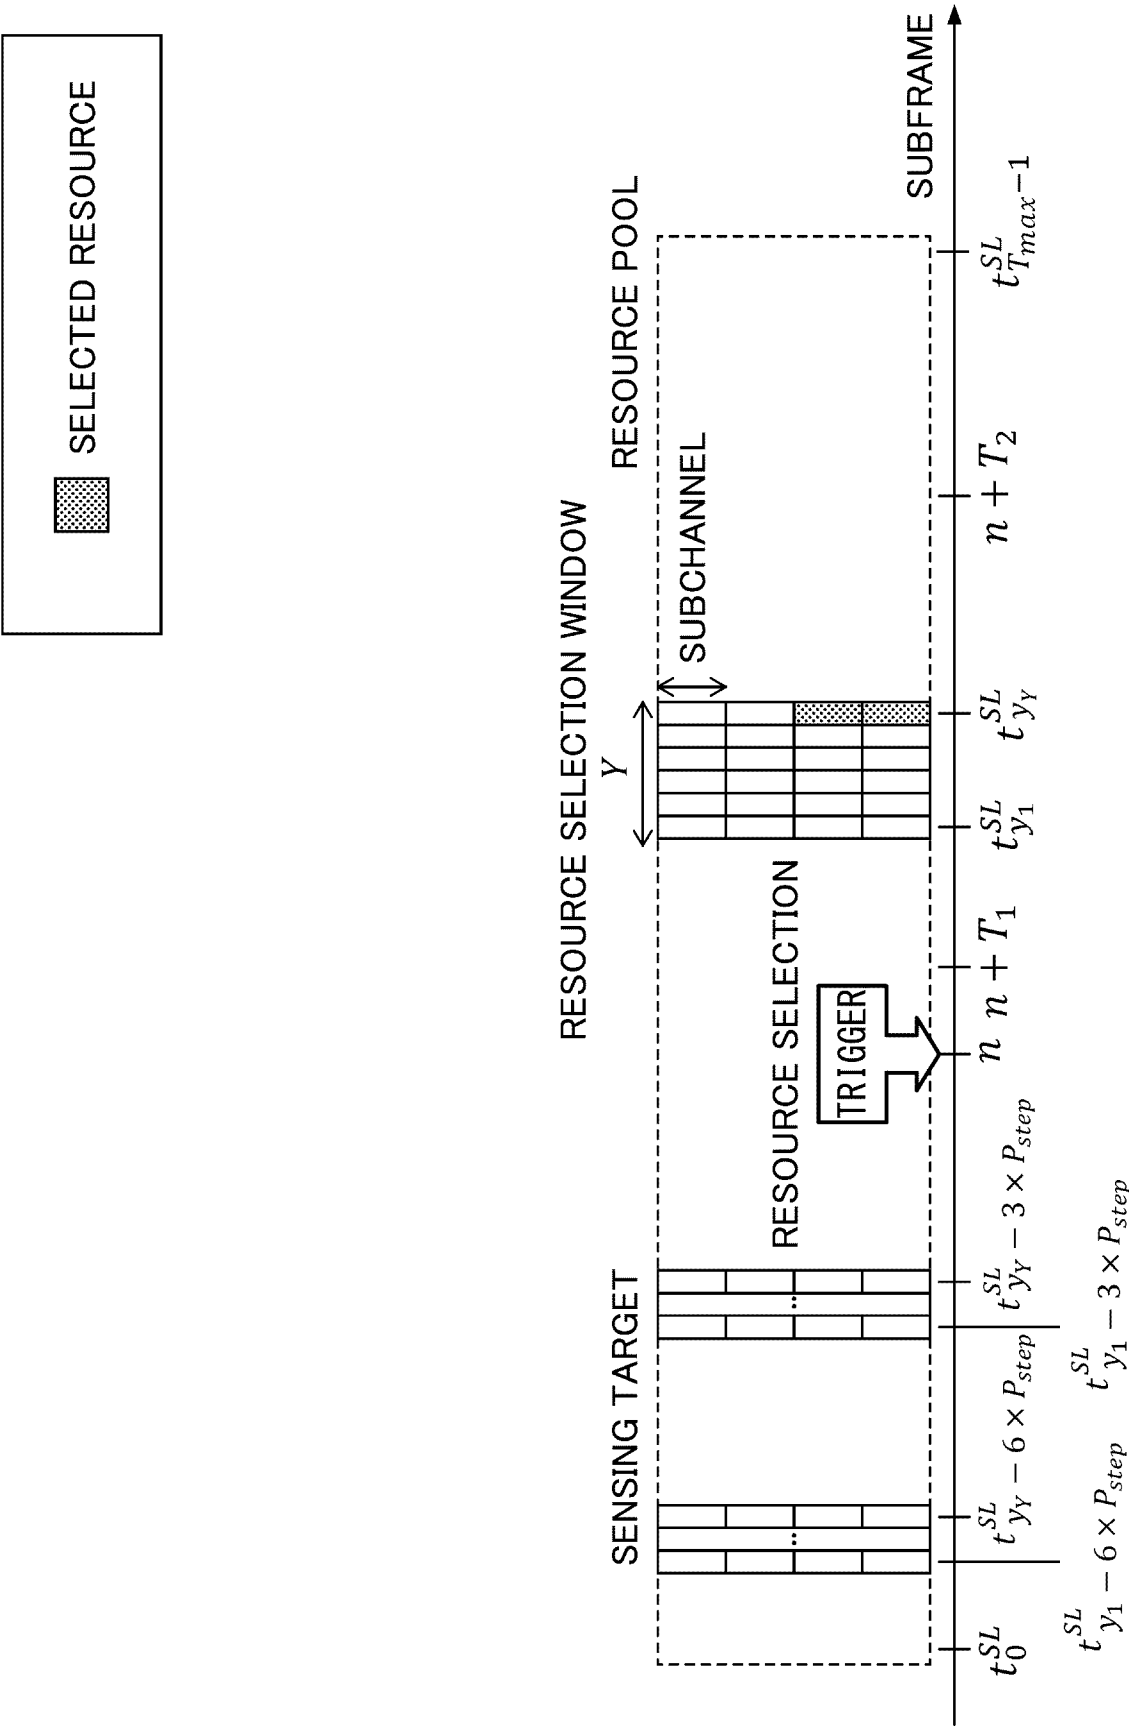 SELECTED RESOURCE
RESOURCE SELECTION WINDOW
SENSING TARGET
RESOURCE POOL
Y
SUBCHANNEL
RESOURCE SELECTION
TRIGGER
SUBFRAME
t_0^{SL}
t_{y_Y}^{SL} − 6 × P_{step}
t_{y_Y}^{SL} − 3 × P_{step}
n
n + T_1
t_{y_1}^{SL}
t_{y_Y}^{SL}
n + T_2
t_{T_{max}−1}^{SL}
t_{y_1}^{SL} − 6 × P_{step}
t_{y_1}^{SL} − 3 × P_{step}